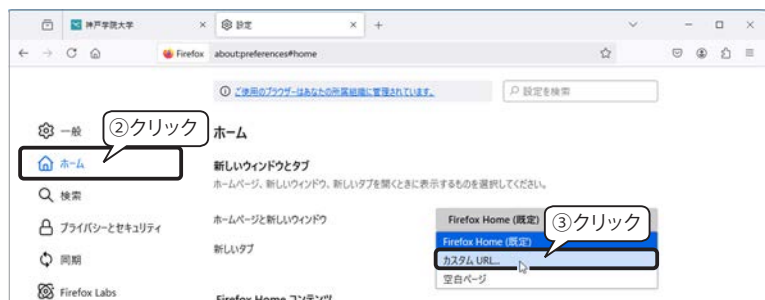 神戸学院大学
設定
Firefox
about:preferences#home
ご使用のブラウザーはあなたの所属組織に管理されています。
設定を検索
一般
②クリック
ホーム
ホーム
新しいウィンドウとタブ
ホームページ、新しいウィンドウ、新しいタブを開くときに表示するものを選択してください。
検索
プライバシーとセキュリティ
ホームページと新しいウィンドウ
Firefox Home (既定)
③クリック
Firefox Home (既定)
新しいタブ
カスタム URL...
同期
空白ページ
Firefox Labs
Firefox Home コンテンツ